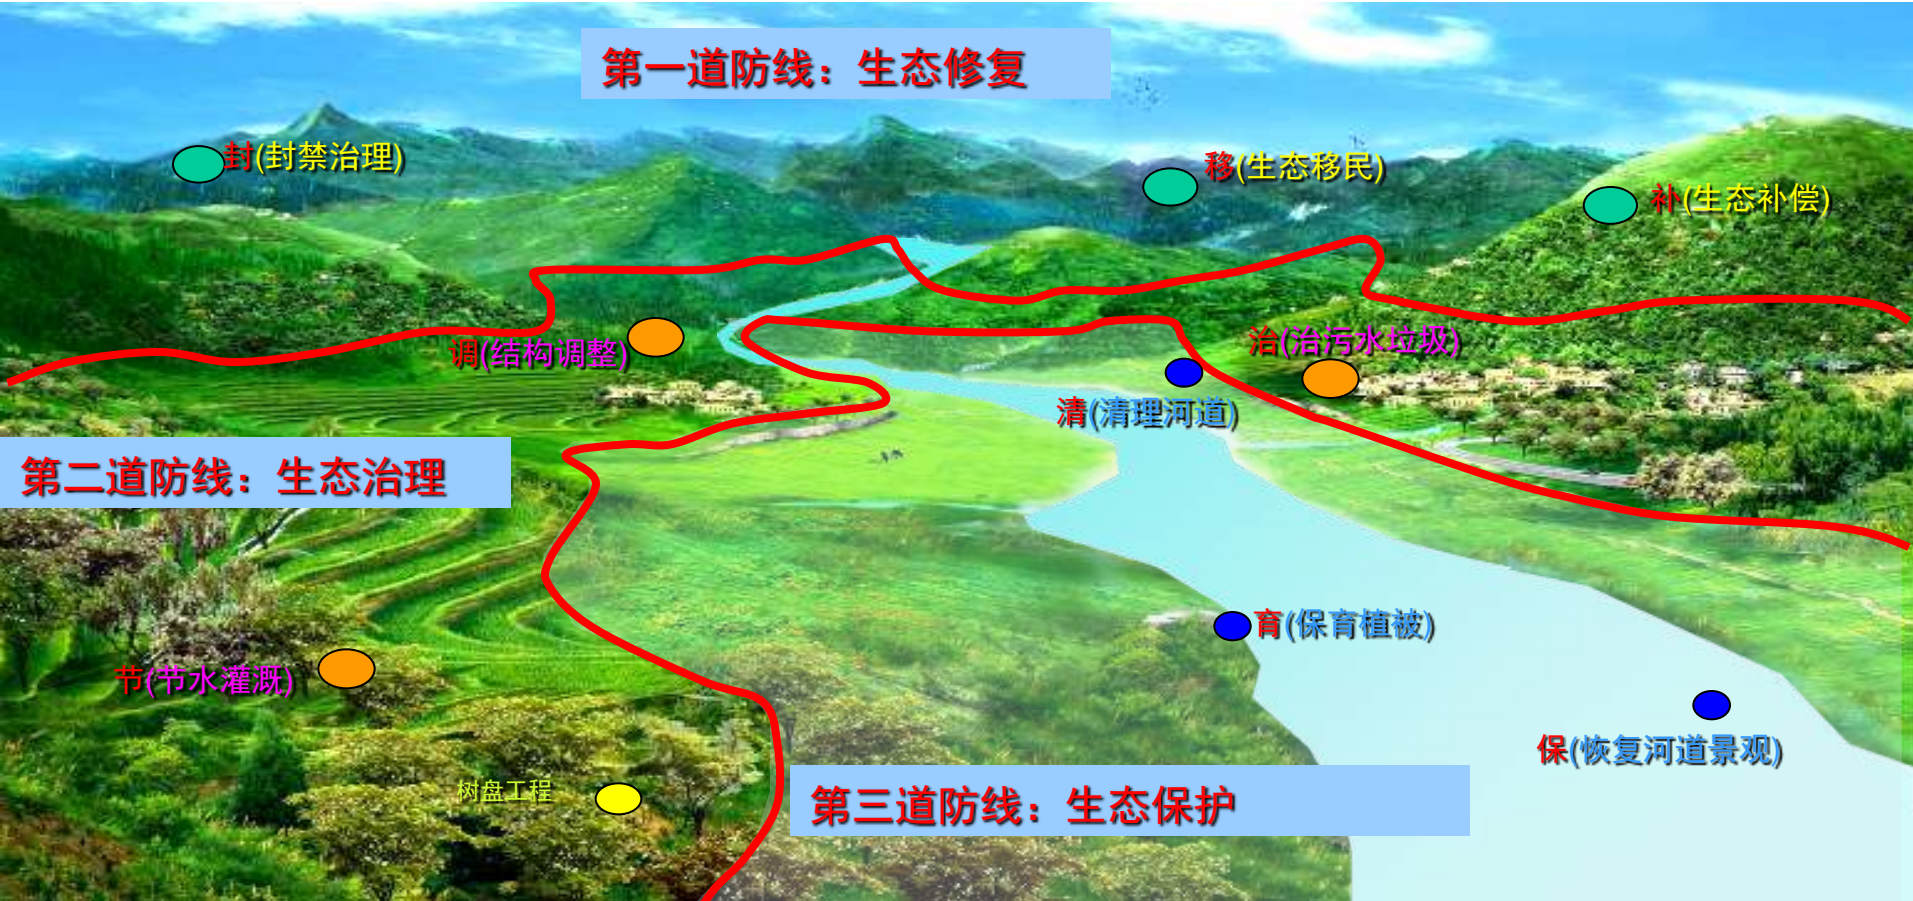 第一道防线：生态修复
封(封禁治理)
移(生态移民)
补(生态补偿)
调(结构调整)
治(治污水垃圾)
清(清理河道)
第二道防线：生态治理
育(保育植被)
节(节水灌溉)
保(恢复河道景观)
树盘工程
第三道防线：生态保护